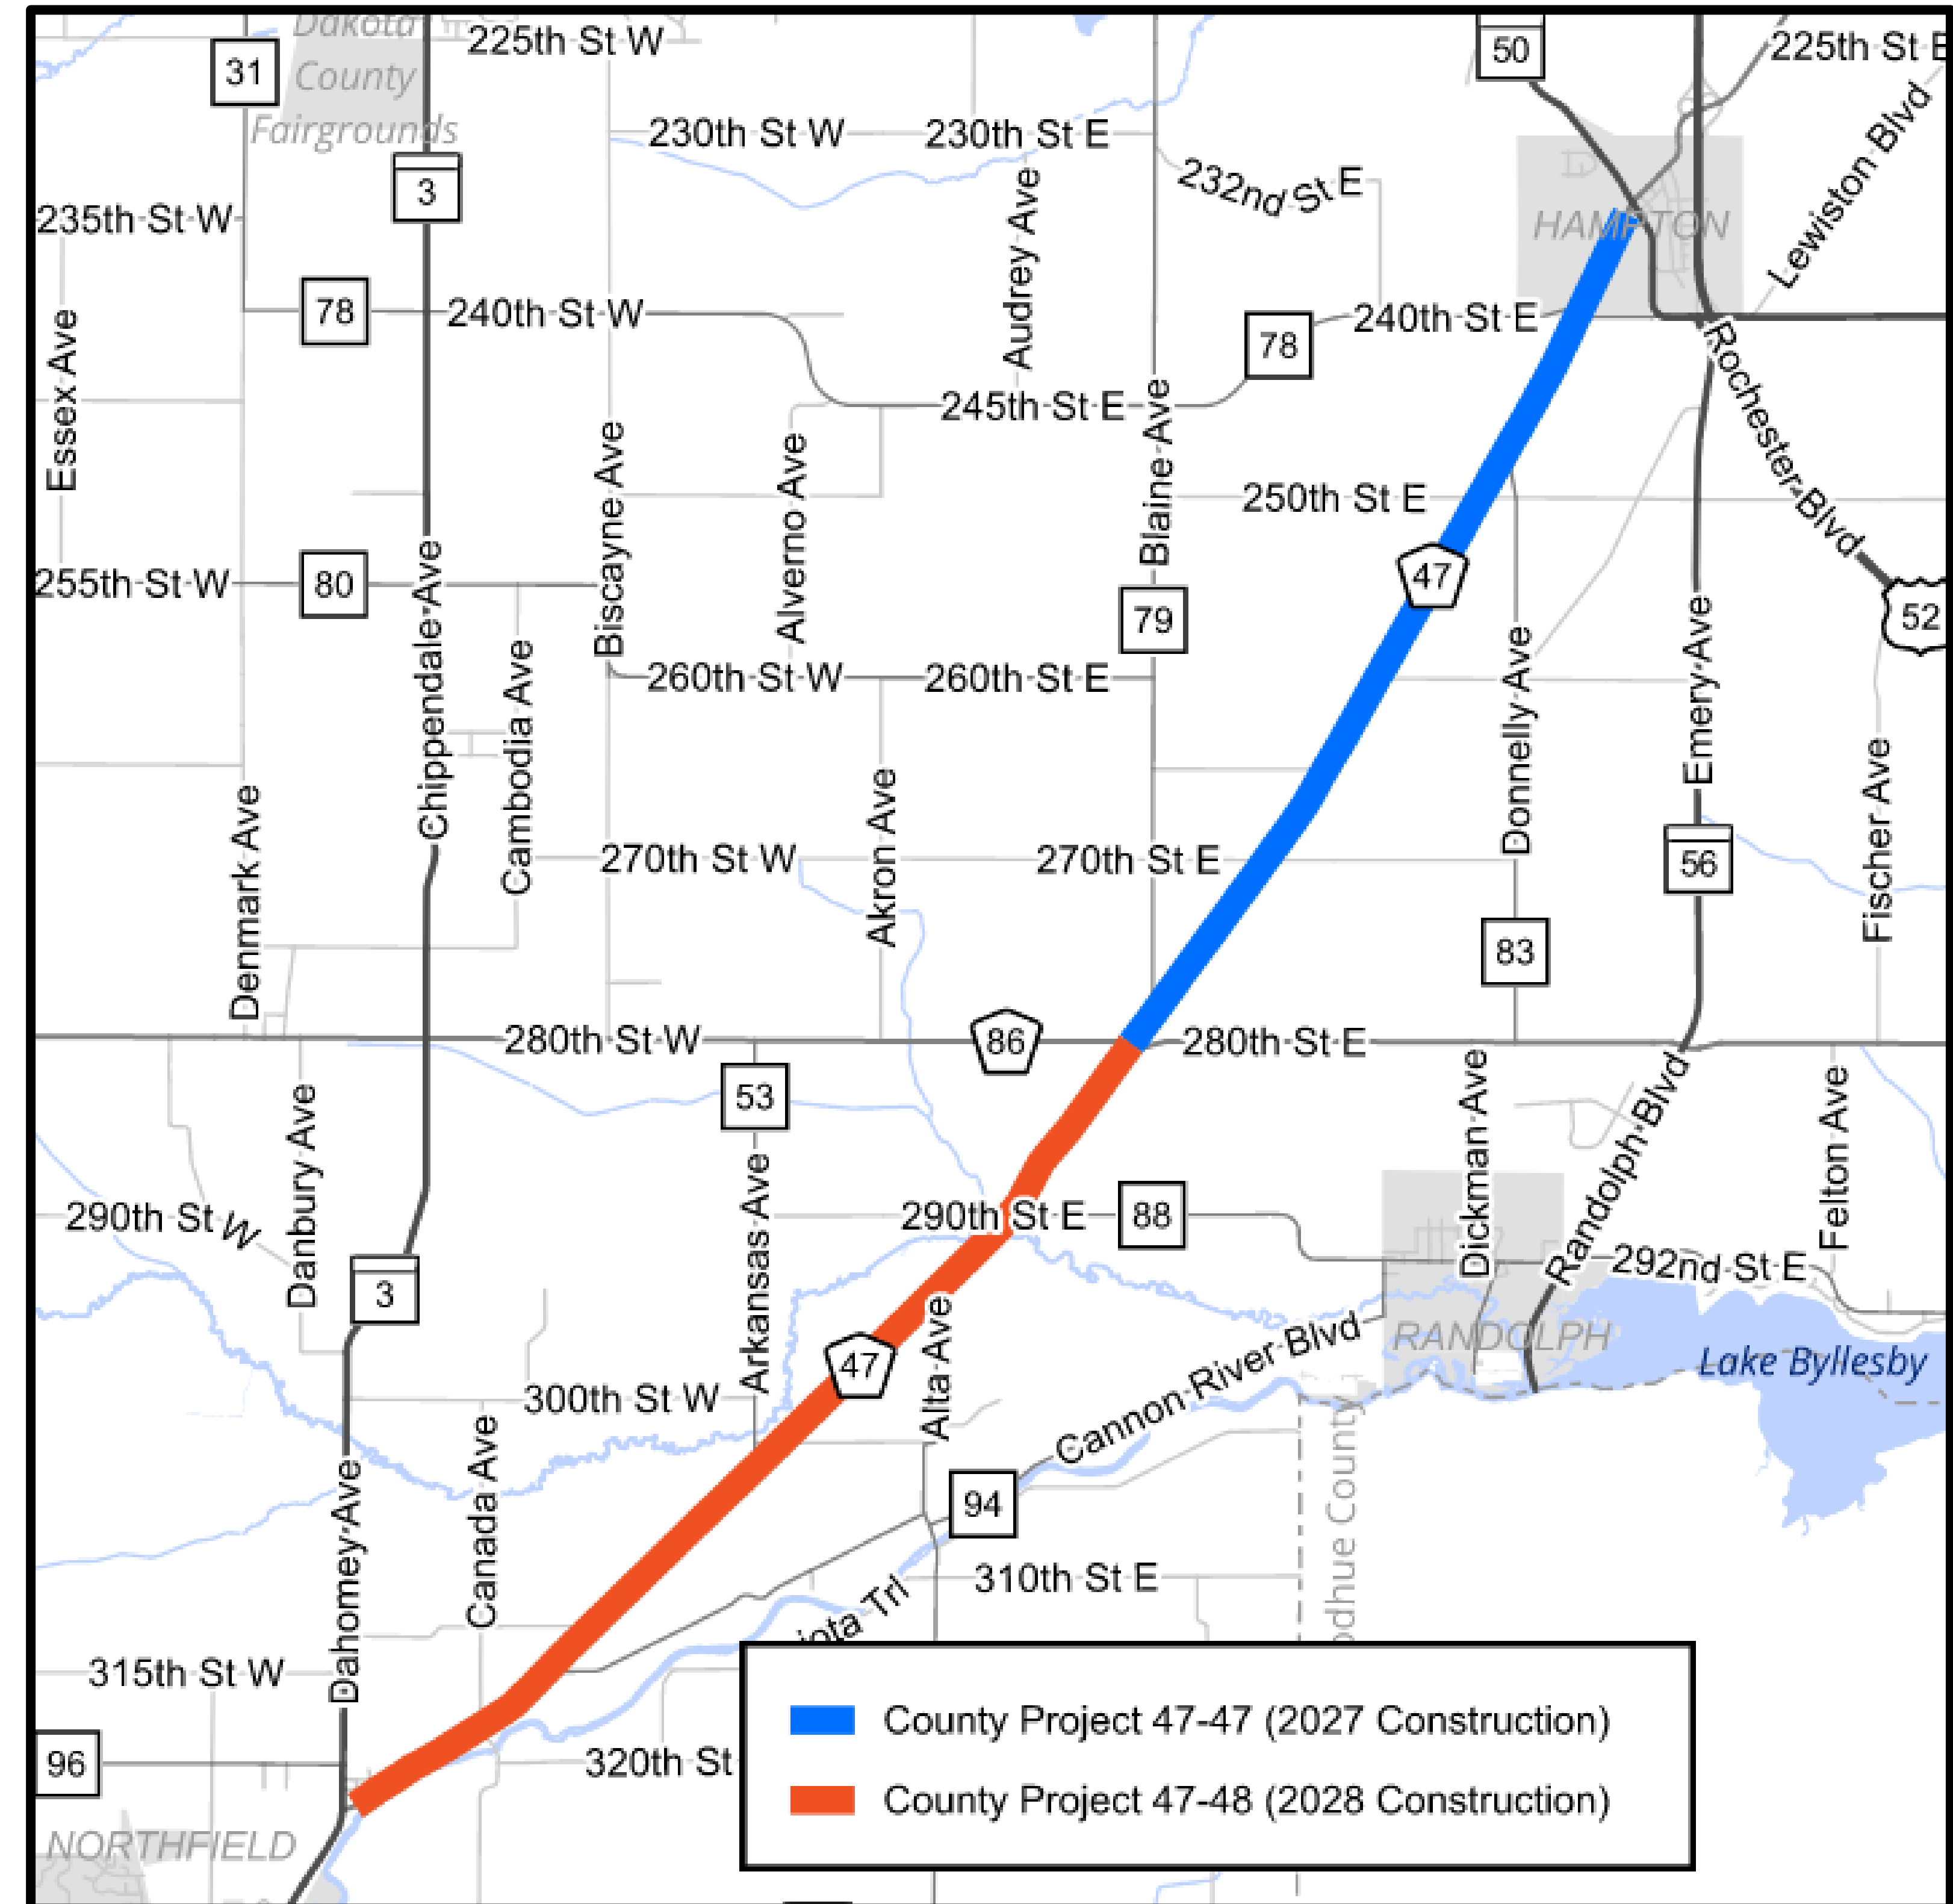 Dakota
County
Fairgrounds
31
225th St W
50
225th St E
230th St W
230th St E
3
232nd St E
Lewiston Blvd
235th St W
HAMPTON
Audrey Ave
78
240th St W
240th St E
78
Essex Ave
245th St E
Rochester Blvd
Biscayne Ave
Alverno Ave
Blaine Ave
250th St E
255th St W
80
Chippendale Ave
47
79
52
Cambodia Ave
260th St W
260th St E
Donnelly Ave
Emery Ave
Denmark Ave
270th St W
Akron Ave
270th St E
56
Fischer Ave
83
280th St W
86
280th St E
53
Danbury Ave
Dickman Ave
Randolph Blvd
Felton Ave
290th St W
Arkansas Ave
290th St E
88
292nd St E
3
Alta Ave
Cannon River Blvd
RANDOLPH
Lake Byllesby
47
300th St W
Canada Ave
Dahomey Ave
94
odhue County
310th St E
iota Trl
315th St W
96
320th St
NORTHFIELD
County Project 47-47 (2027 Construction)
County Project 47-48 (2028 Construction)